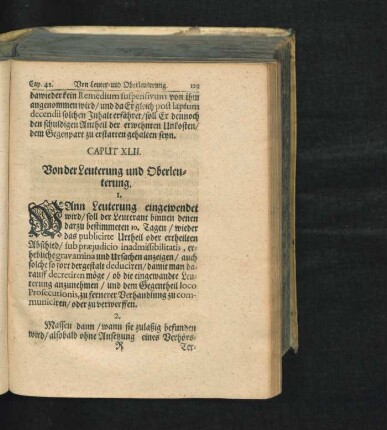 Cap. 42. Von Leuter- und Oberleuterung. 129
dawieder kein Remedium suspensivum von ihm
angenommen wird / und da Er gleich post lapsum
decendii solchen Inhalt erfähret / soll Er dennoch
den schuldigen Antheil der erwehnten Unkosten /
dem Gegenpart zu erstatten gehalten seyn.
CAPUT XLII.
Von der Leuterung und Oberleu-
terung.
1.
WAnn Leuterung eingewendet
wird / soll der Leuterant binnen denen
darzu bestimmeten 10. Tagen / wieder
das publicirte Urtheil oder ertheilten
Abschied / sub præjudicio inadmissibilitatis, er-
hebliche gravamina und Ursachen anzeigen / auch
solche so fort dergestalt deduciren / damit man da-
rauff decretiren möge / ob die eingewandte Leu-
terung anzunehmen / und dem Gegentheil loco
Prosecutionis, zu fernerer Verhandlung zu com-
municiren / oder zu verwerffen.
2.
Massen dann / wann sie zuläßig befunden
wird / alsobald ohne Ansetzung eines Verhörs-
R Ter-